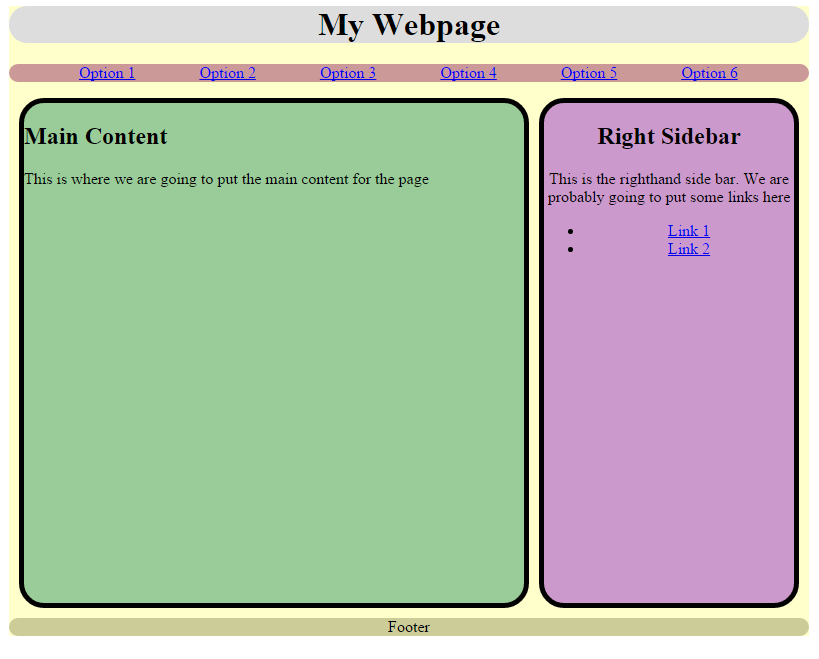 My Webpage
Option 1 Option 2 Option 3 Option 4 Option 5 Option 6
Main Content
This is where we are going to put the main content for the page
Right Sidebar
This is the righthand side bar. We are
probably going to put some links here
Link 1
Link 2
Footer